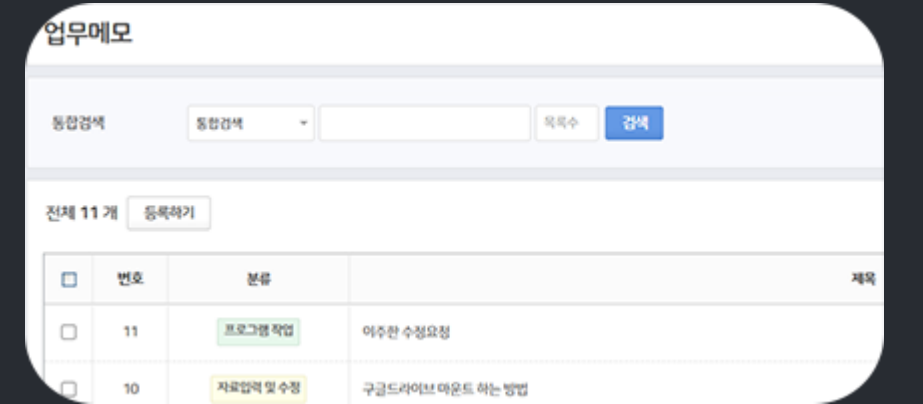 업무메모
통합검색 통합검색 목록수 검색
전체 11 개 등록하기
번호 분류 제목
11 프로그램 작업 이주한 수정요청
10 자료입력 및 수정 구글드라이브 마운트 하는 방법